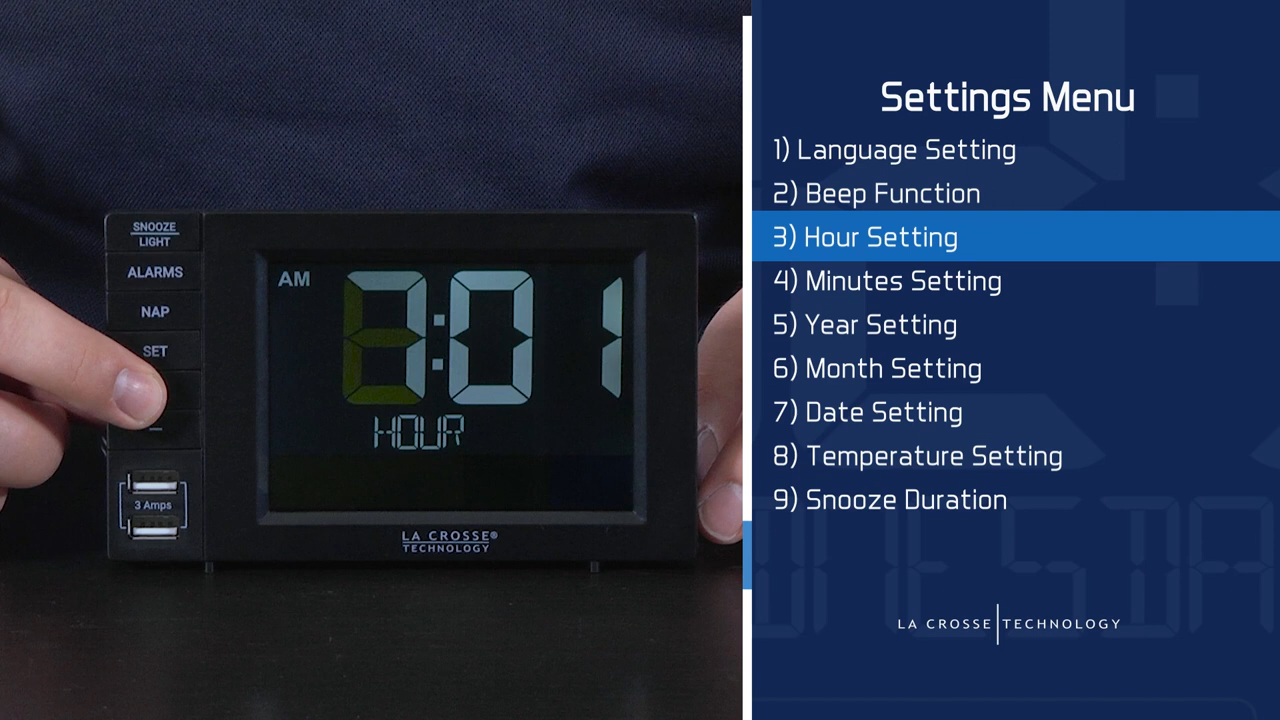 SNOOZE
LIGHT
ALARMS
NAP
SET
–
3 Amps
AM
7:01
HOUR
LA CROSSE®
TECHNOLOGY
Settings Menu
1) Language Setting
2) Beep Function
3) Hour Setting
4) Minutes Setting
5) Year Setting
6) Month Setting
7) Date Setting
8) Temperature Setting
9) Snooze Duration
LA CROSSE TECHNOLOGY